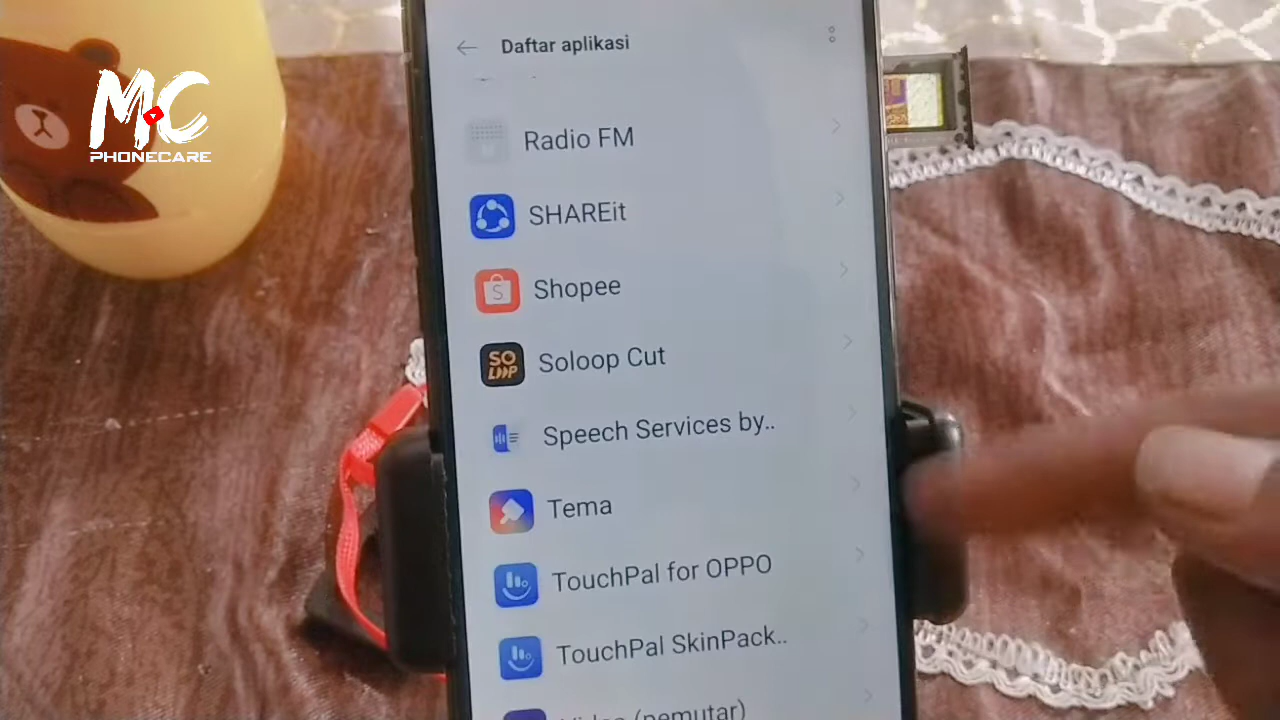 MC
PHONECARE
Daftar aplikasi
Radio FM
SHAREit
S
Shopee
SO
LOOP
Soloop Cut
Speech Services by..
Tema
TouchPal for OPPO
TouchPal SkinPack..
Video (pemutar)